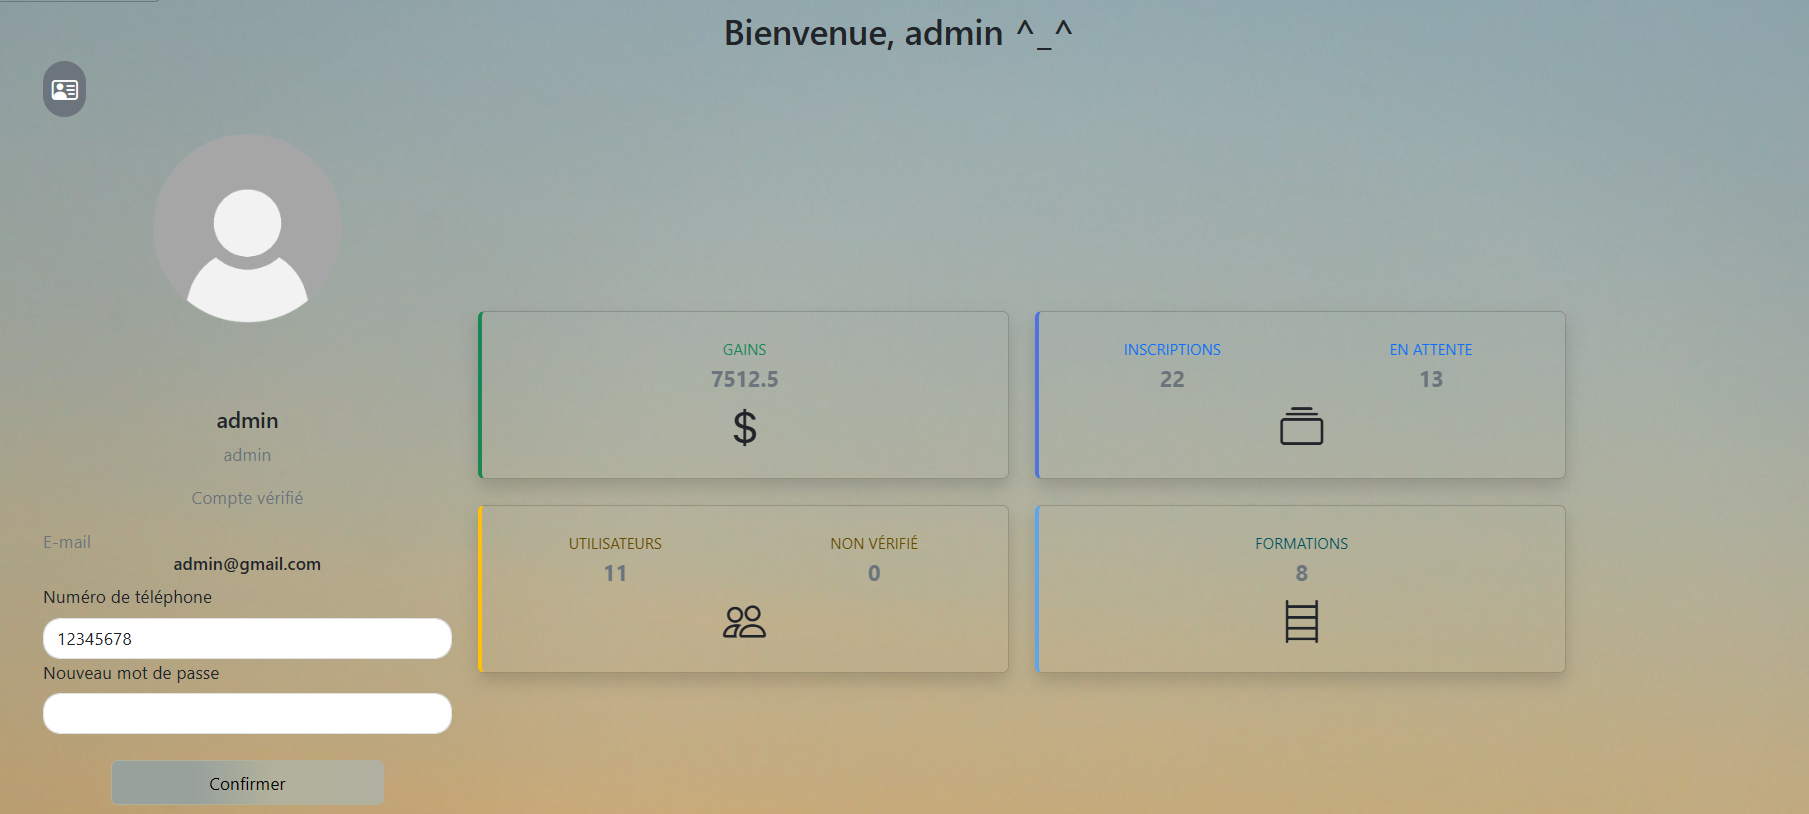 Bienvenue, admin ^_^
admin
admin
Compte vérifié
E-mail
admin@gmail.com
Numéro de téléphone
12345678
Nouveau mot de passe
Confirmer
GAINS
7512.5
$
INSCRIPTIONS
22
EN ATTENTE
13
UTILISATEURS
11
NON VÉRIFIÉ
0
FORMATIONS
8